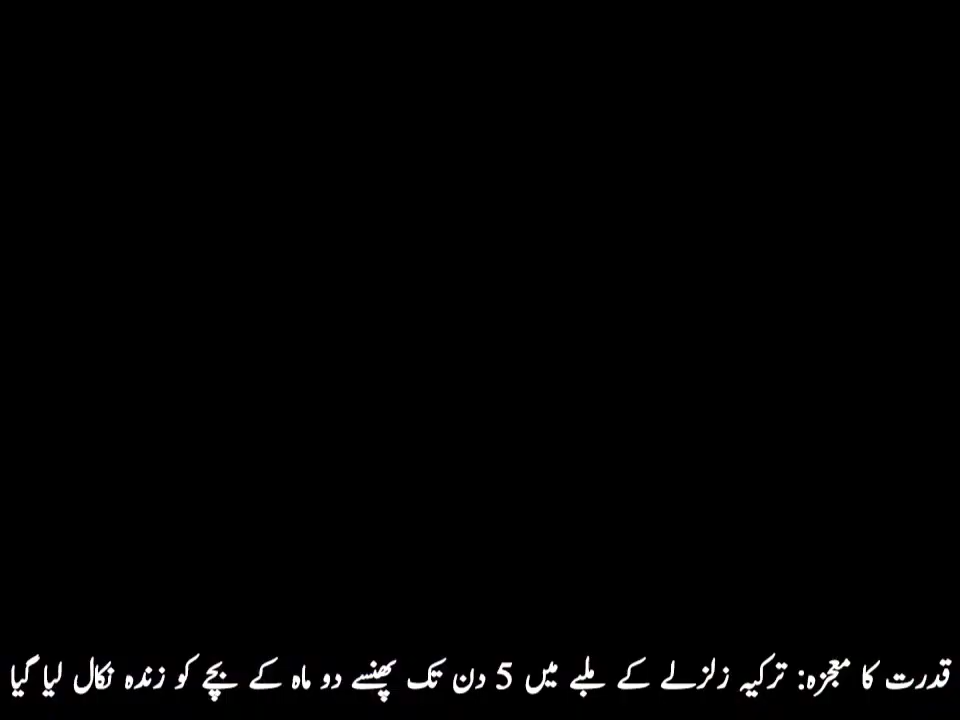 قدرت کا معجزہ: ترکیہ زلزلے کے ملبے میں 5 دن تک پھنسے دو ماہ کے بچے کو زندہ نکال لیا گیا